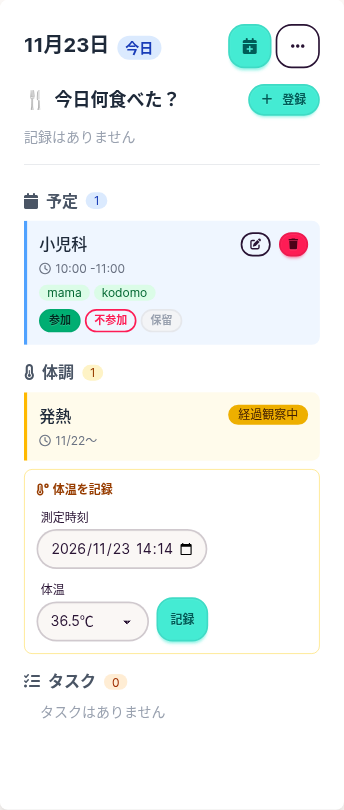 11月23日 今日
今日何食べた？ ＋ 登録
記録はありません
予定 1
小児科
10:00 -11:00
mama kodomo
参加 不参加 保留
体調 1
発熱 経過観察中
11/22〜
体温を記録
測定時刻
2026/11/23 14:14
体温
36.5℃ 記録
タスク 0
タスクはありません